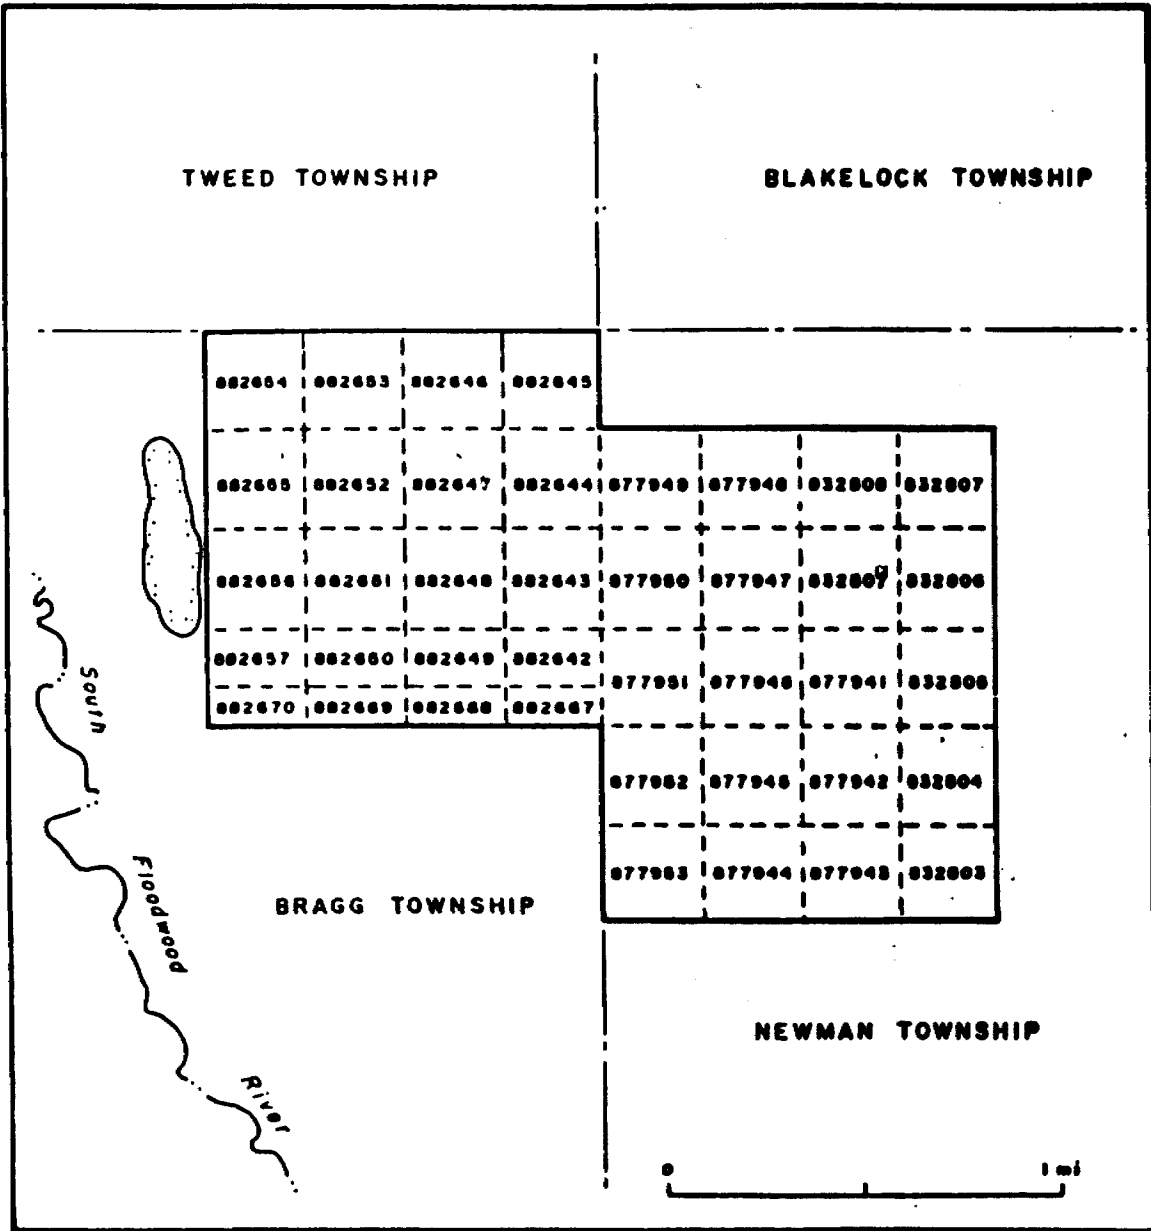 TWEED TOWNSHIP
BLAKELOCK TOWNSHIP
882654 882653 882646 882645
882655 882652 882647 882644 877949 877948 832808 832807
882656 882651 882648 882643 877950 877947 832807 832806
882657 882650 882649 882642
877951 877946 877941 832805
882670 882669 882668 882667
877952 877945 877942 832804
877953 877944 877943 832803
South
Floodwood
River
BRAGG TOWNSHIP
NEWMAN TOWNSHIP
0 1 mi